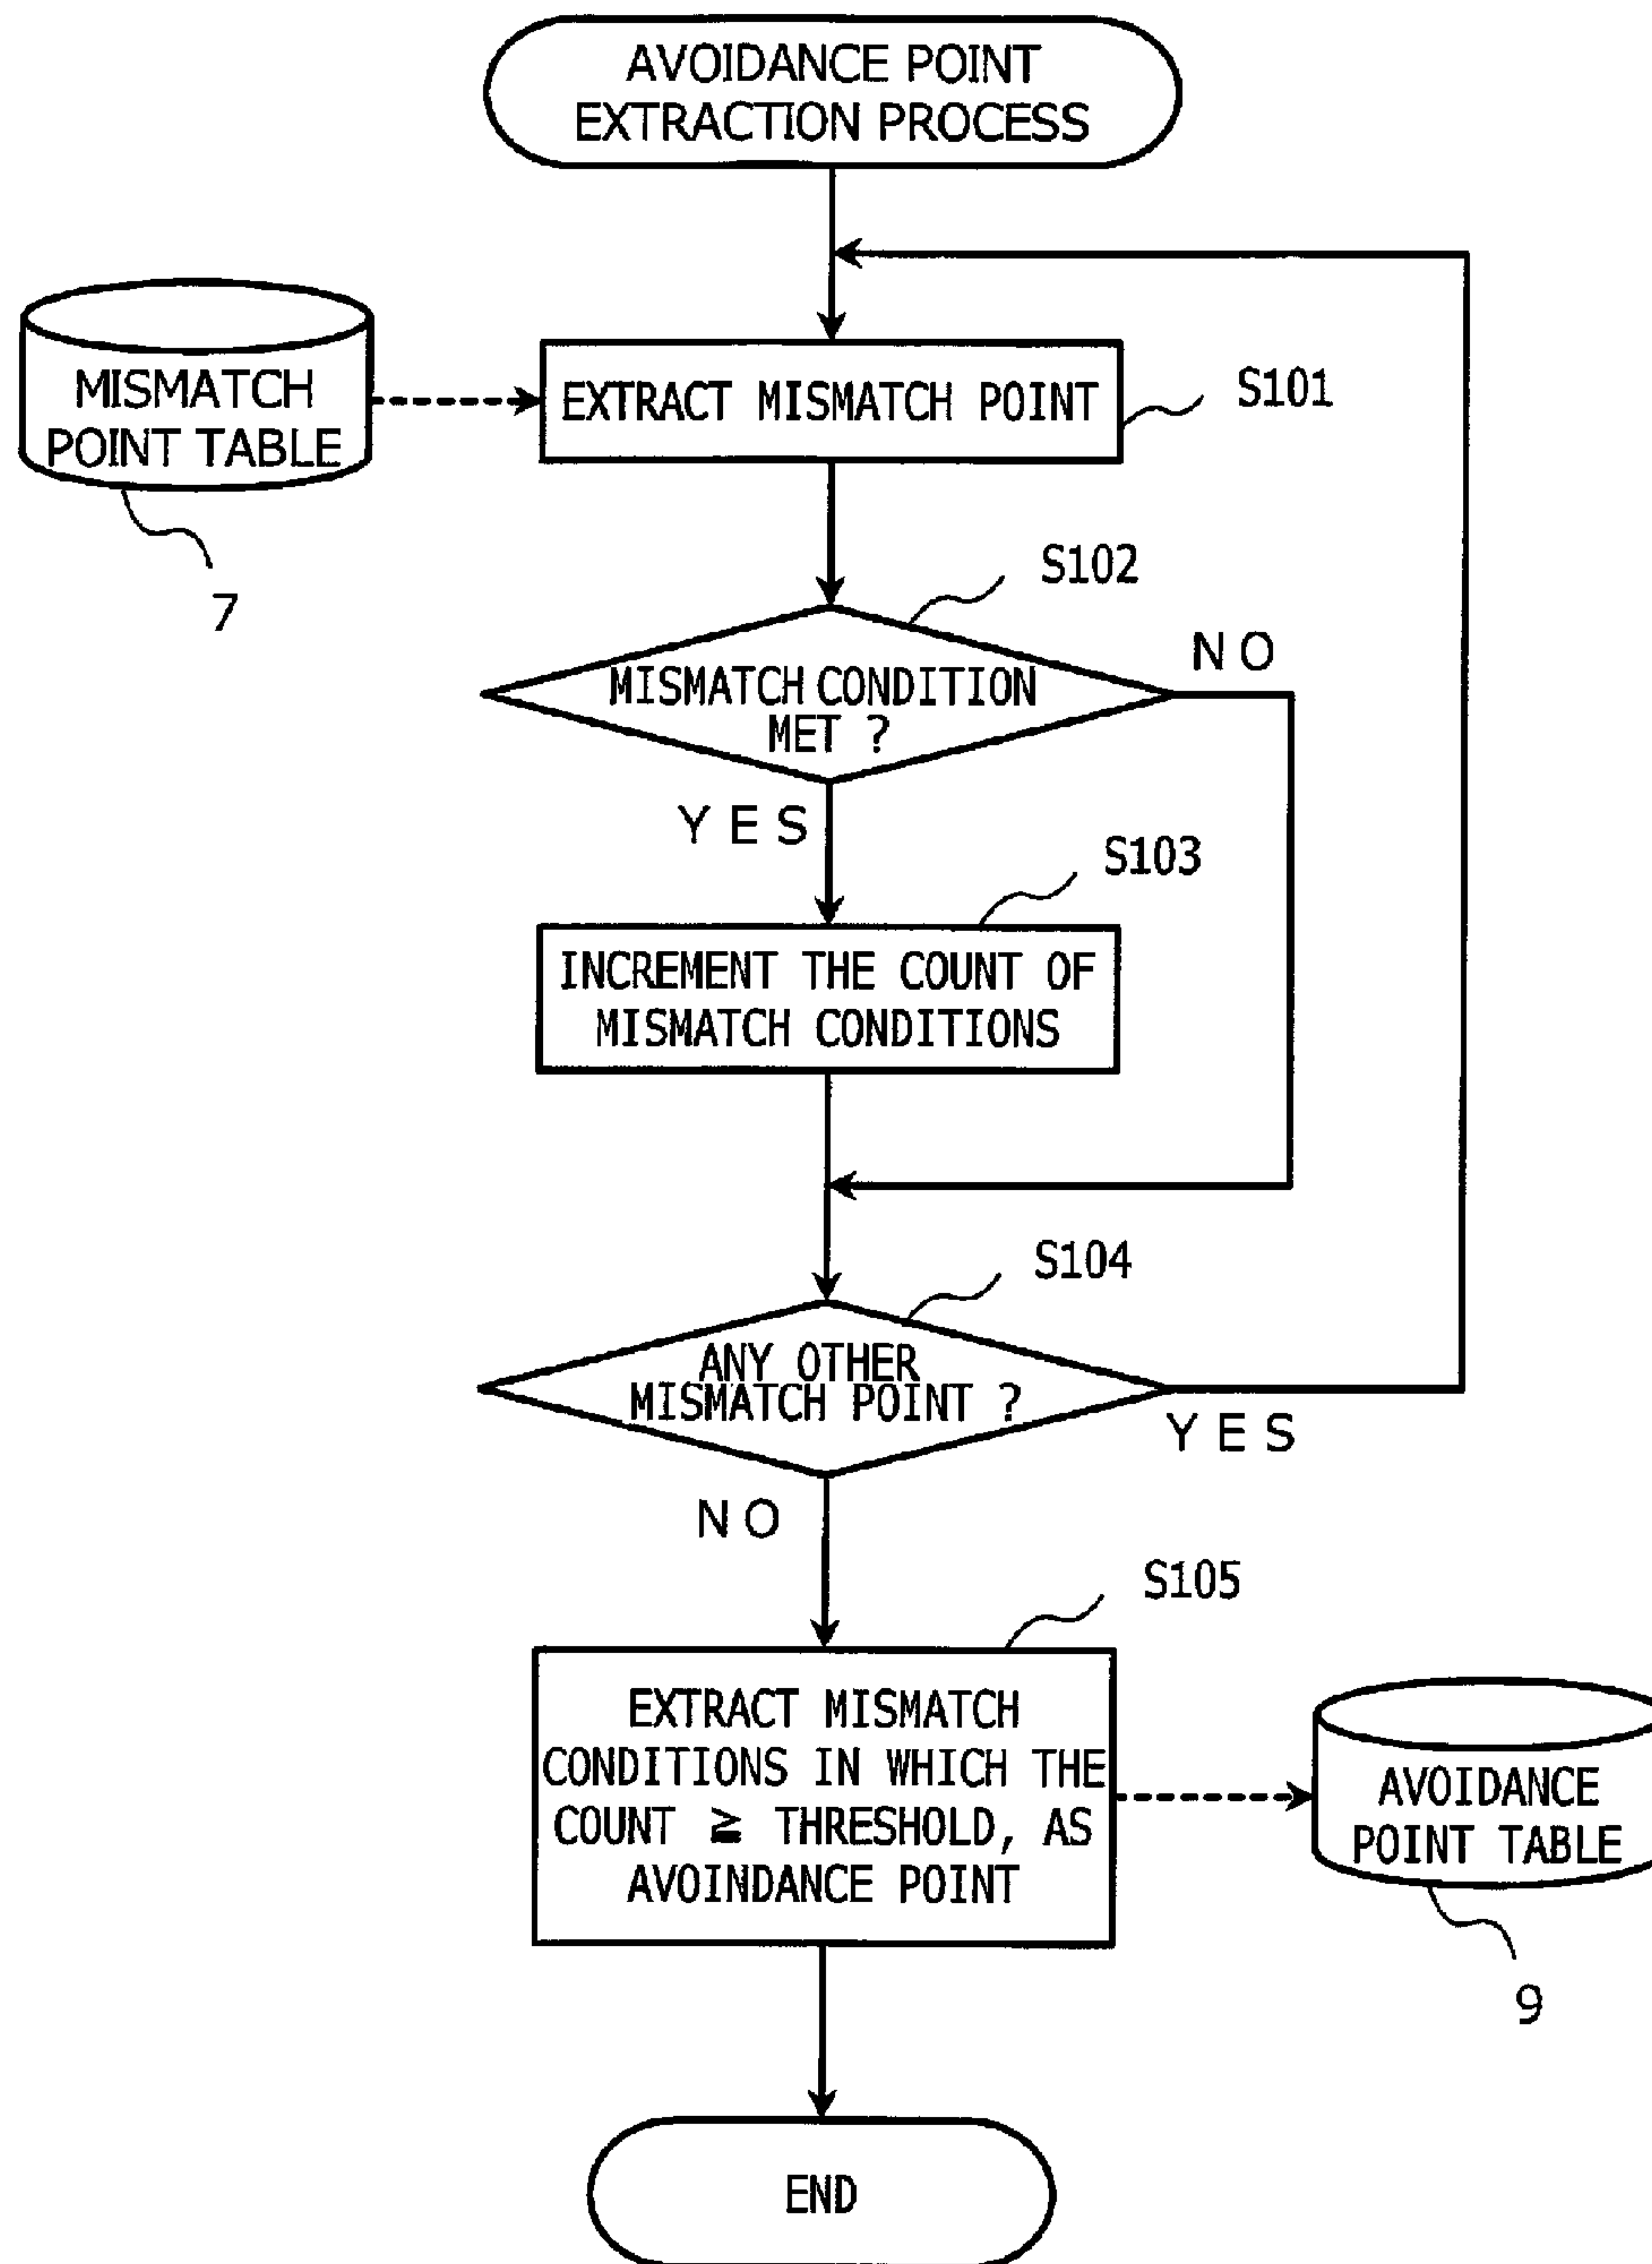 AVOIDANCE POINT
EXTRACTION PROCESS
MISMATCH
POINT TABLE
7
EXTRACT MISMATCH POINT
S101
S102
MISMATCH CONDITION
MET ?
NO
YES
S103
INCREMENT THE COUNT OF
MISMATCH CONDITIONS
S104
ANY OTHER
MISMATCH POINT ?
YES
NO
S105
EXTRACT MISMATCH
CONDITIONS IN WHICH THE
COUNT ≧ THRESHOLD, AS
AVOINDANCE POINT
AVOIDANCE
POINT TABLE
9
END